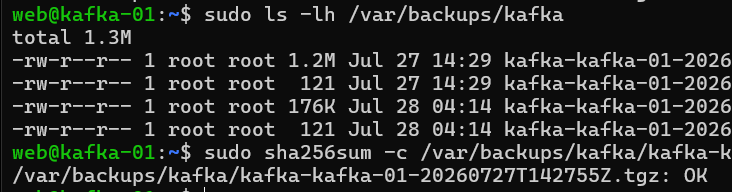 web@kafka-01:~$ sudo ls -lh /var/backups/kafka
total 1.3M
-rw-r--r-- 1 root root 1.2M Jul 27 14:29 kafka-kafka-01-2026
-rw-r--r-- 1 root root  121 Jul 27 14:29 kafka-kafka-01-2026
-rw-r--r-- 1 root root 176K Jul 28 04:14 kafka-kafka-01-2026
-rw-r--r-- 1 root root  121 Jul 28 04:14 kafka-kafka-01-2026
web@kafka-01:~$ sudo sha256sum -c /var/backups/kafka/kafka-k
/var/backups/kafka/kafka-kafka-01-20260727T142755Z.tgz: OK